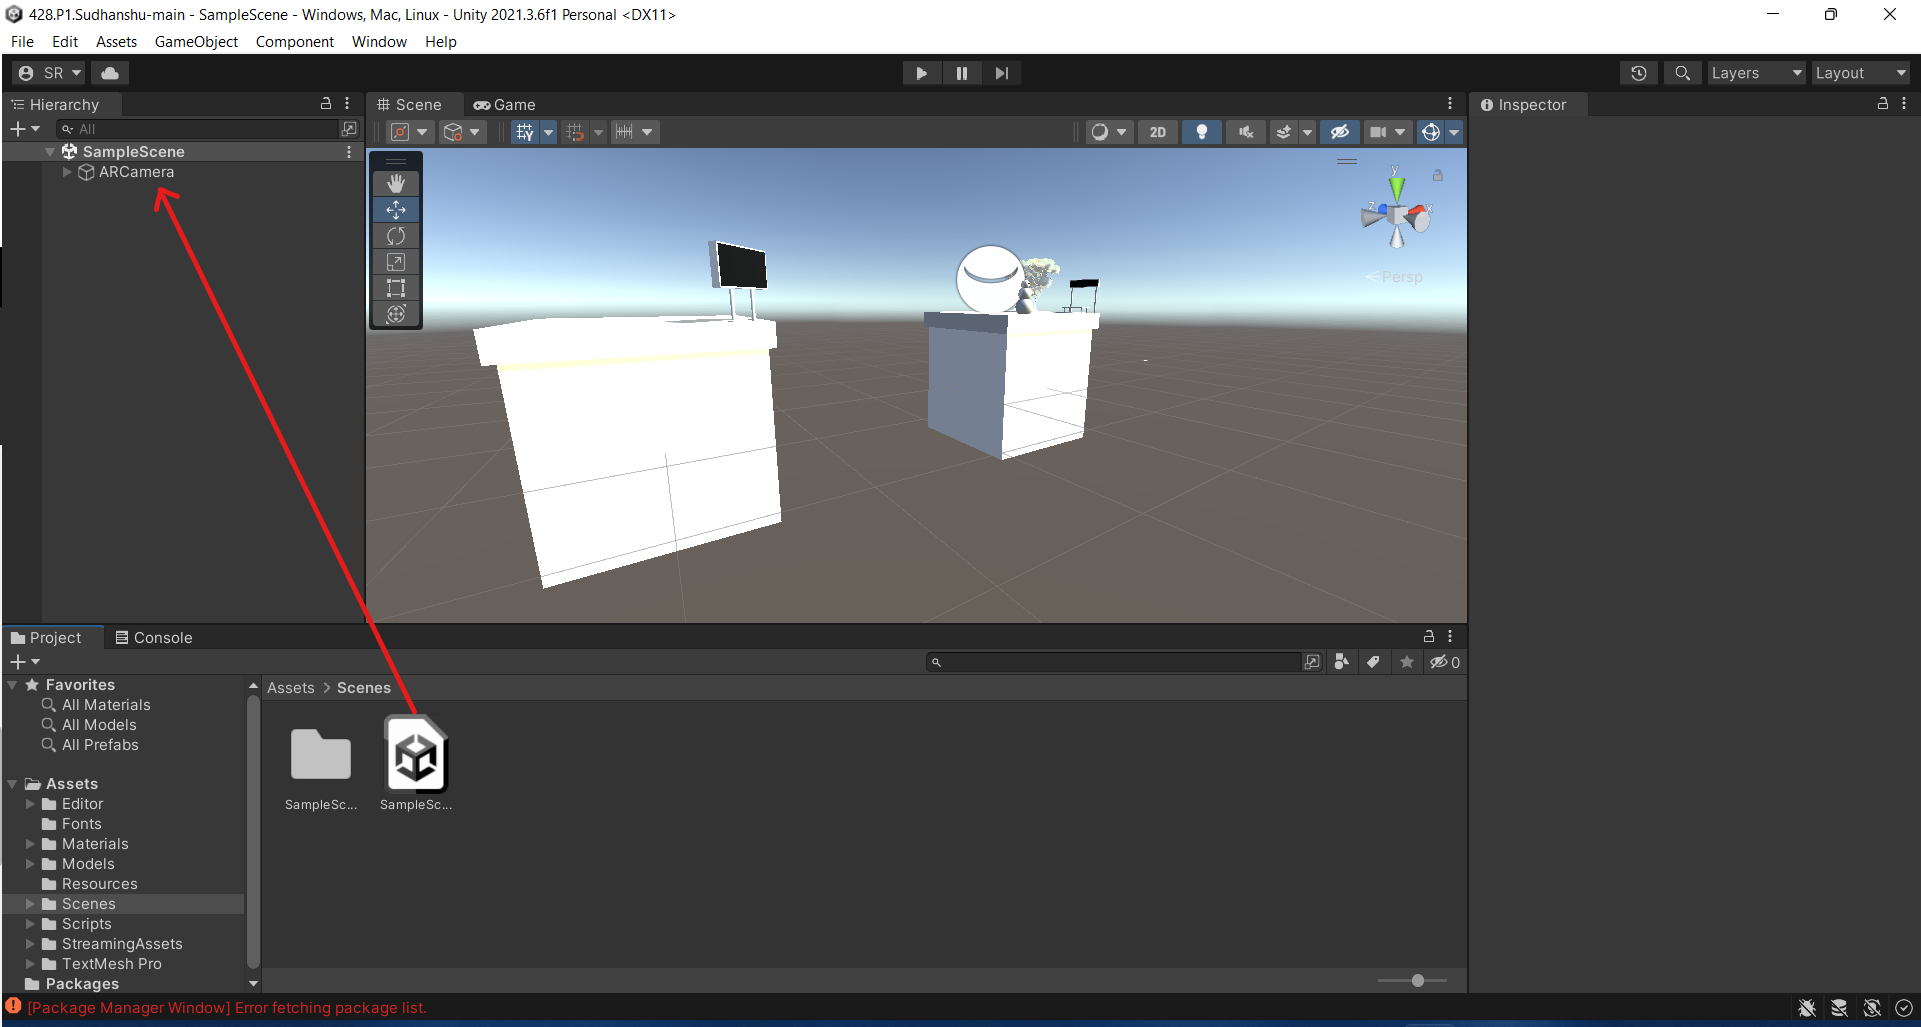 428.P1.Sudhanshu-main - SampleScene - Windows, Mac, Linux - Unity 2021.3.6f1 Personal <DX11>
File Edit Assets GameObject Component Window Help
SR Layers Layout
Hierarchy Scene Game Inspector
All 2D
SampleScene
ARCamera
y
z x
Persp
Project Console
0
Favorites Assets > Scenes
All Materials
All Models
All Prefabs
Assets
Editor SampleSc... SampleSc...
Fonts
Materials
Models
Resources
Scenes
Scripts
StreamingAssets
TextMesh Pro
Packages
[Package Manager Window] Error fetching package list.